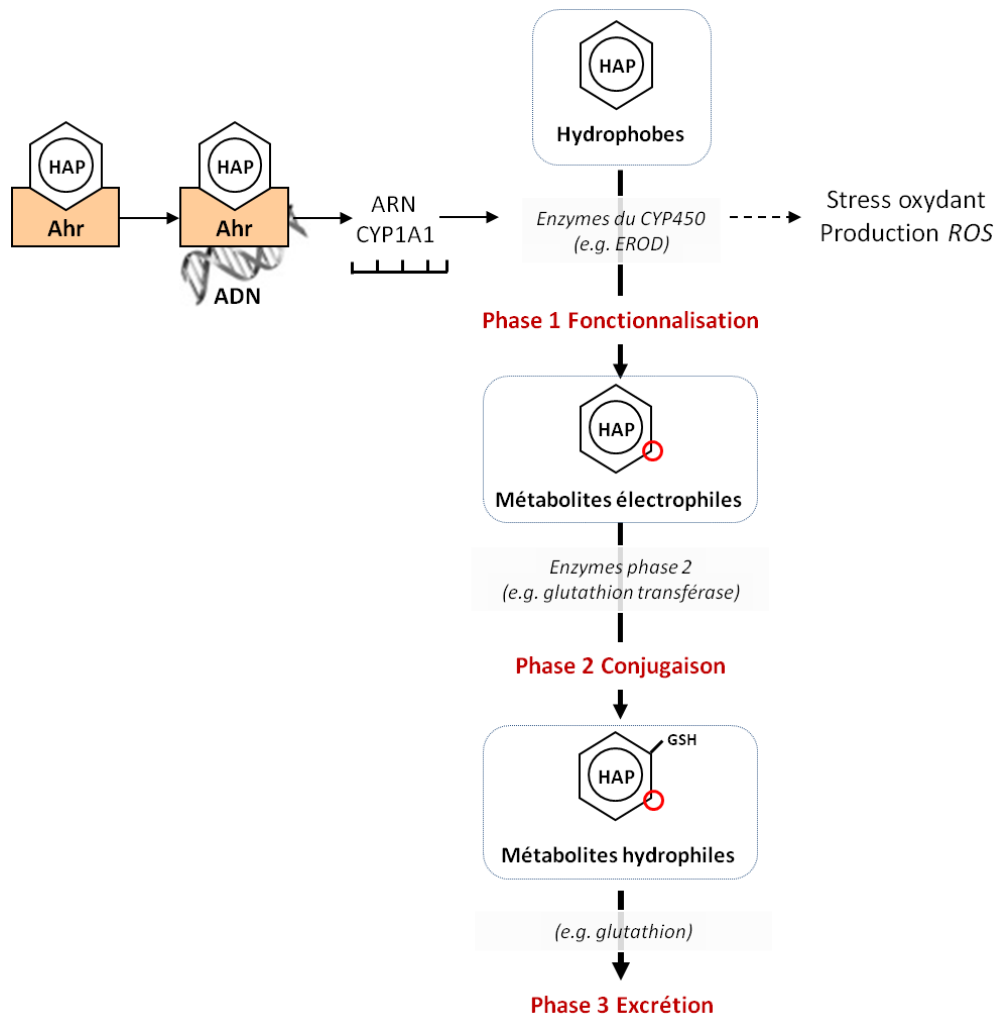 HAP
Hydrophobes
HAP
Ahr
HAP
Ahr
ADN
ARN
CYP1A1
Enzymes du CYP450
(e.g. EROD)
Stress oxydant
Production ROS
Phase 1 Fonctionnalisation
HAP
Métabolites électrophiles
Enzymes phase 2
(e.g. glutathion transférase)
Phase 2 Conjugaison
GSH
HAP
Métabolites hydrophiles
(e.g. glutathion)
Phase 3 Excrétion